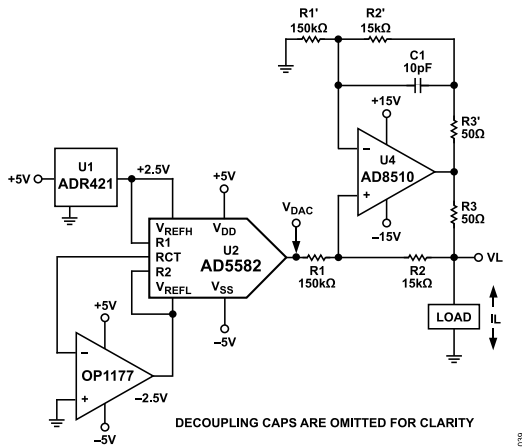 R1'
150kΩ
R2'
15kΩ
C1
10pF
+15V
R3'
50Ω
U1
ADR421
+5V
+2.5V
+5V
U4
AD8510
VDAC
–15V
R3
50Ω
VREFH
VDD
R1
U2
RCT
AD5582
R2
VREFL
VSS
R1
150kΩ
R2
15kΩ
VL
–5V
LOAD
IL
+5V
OP1177
–2.5V
–5V
DECOUPLING CAPS ARE OMITTED FOR CLARITY
039